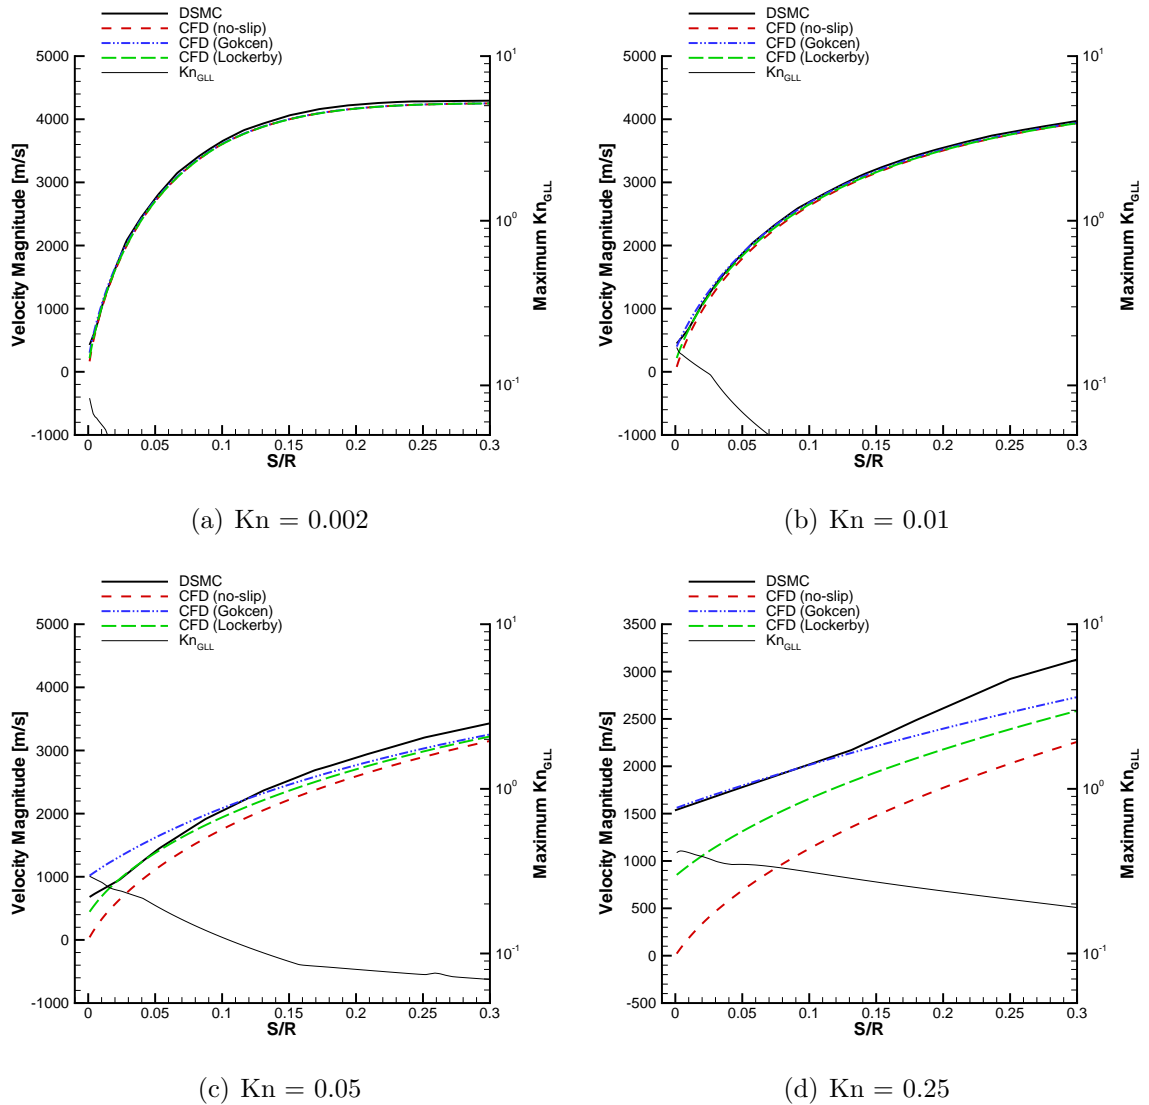 DSMC
CFD (no-slip)
CFD (Gokcen)
CFD (Lockerby)
Kn_GLL
5000
4000
3000
2000
1000
0
-1000
Velocity Magnitude [m/s]
10^1
10^0
10^-1
Maximum Kn_GLL
0 0.05 0.1 0.15 0.2 0.25 0.3
S/R
(a) Kn = 0.002
DSMC
CFD (no-slip)
CFD (Gokcen)
CFD (Lockerby)
Kn_GLL
5000
4000
3000
2000
1000
0
-1000
Velocity Magnitude [m/s]
10^1
10^0
10^-1
Maximum Kn_GLL
0 0.05 0.1 0.15 0.2 0.25 0.3
S/R
(b) Kn = 0.01
DSMC
CFD (no-slip)
CFD (Gokcen)
CFD (Lockerby)
Kn_GLL
5000
4000
3000
2000
1000
0
-1000
Velocity Magnitude [m/s]
10^1
10^0
10^-1
Maximum Kn_GLL
0 0.05 0.1 0.15 0.2 0.25 0.3
S/R
(c) Kn = 0.05
DSMC
CFD (no-slip)
CFD (Gokcen)
CFD (Lockerby)
Kn_GLL
3500
3000
2500
2000
1500
1000
500
0
-500
Velocity Magnitude [m/s]
10^1
10^0
10^-1
Maximum Kn_GLL
0 0.05 0.1 0.15 0.2 0.25 0.3
S/R
(d) Kn = 0.25